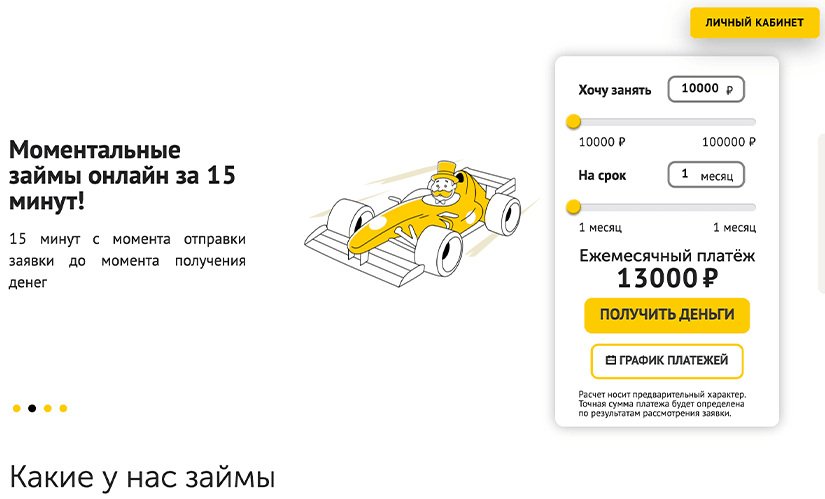 ЛИЧНЫЙ КАБИНЕТ
Моментальные
займы онлайн за 15
минут!
15 минут с момента отправки
заявки до момента получения
денег
Хочу занять 10000 ₽
10000 ₽ 100000 ₽
На срок 1 месяц
1 месяц 1 месяц
Ежемесячный платёж
13000 ₽
ПОЛУЧИТЬ ДЕНЬГИ
ГРАФИК ПЛАТЕЖЕЙ
Расчет носит предварительный характер.
Точная сумма платежа будет определена
по результатам рассмотрения заявки.
Какие у нас займы